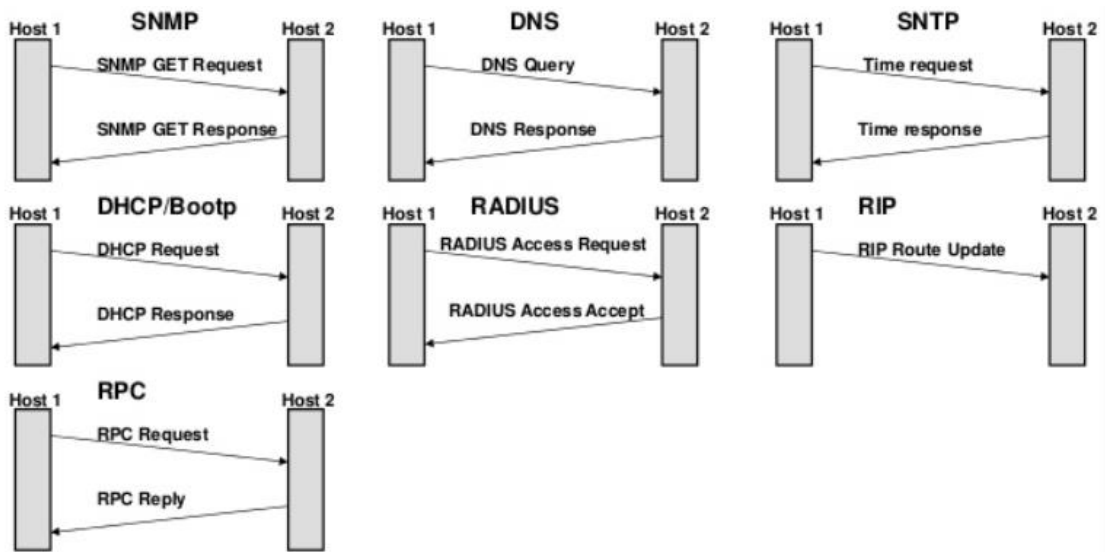 SNMP
Host 1
Host 2
SNMP GET Request
SNMP GET Response
DNS
Host 1
Host 2
DNS Query
DNS Response
SNTP
Host 1
Host 2
Time request
Time response
DHCP/Bootp
Host 1
Host 2
DHCP Request
DHCP Response
RADIUS
Host 1
Host 2
RADIUS Access Request
RADIUS Access Accept
RIP
Host 1
Host 2
RIP Route Update
RPC
Host 1
Host 2
RPC Request
RPC Reply